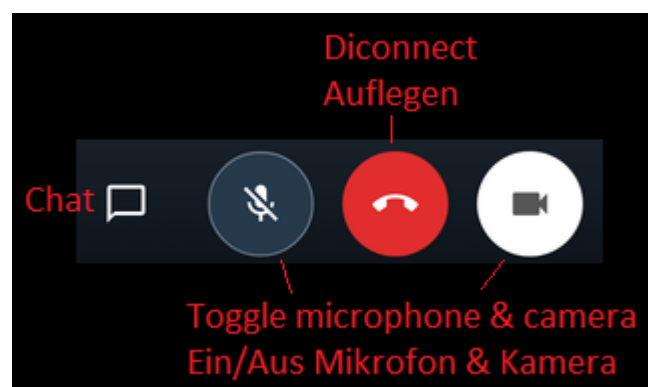 Diconnect
Auflegen
Chat
Toggle microphone & camera
Ein/Aus Mikrofon & Kamera